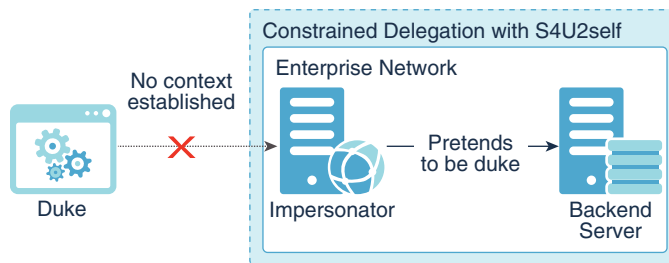 Constrained Delegation with S4U2self
Enterprise Network
No context
established
Pretends
to be duke
Duke
Impersonator
Backend
Server